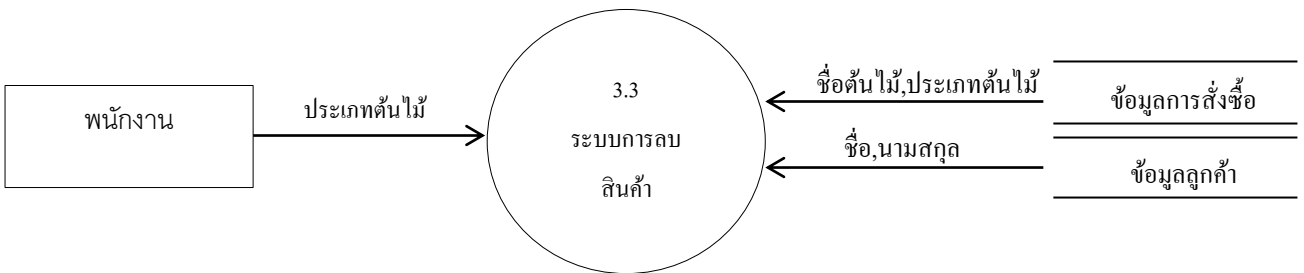 พนักงาน
ประเภทต้นไม้
3.3
ระบบการลบ
สินค้า
ชื่อต้นไม้,ประเภทต้นไม้
ชื่อ,นามสกุล
ข้อมูลการสั่งซื้อ
ข้อมูลลูกค้า